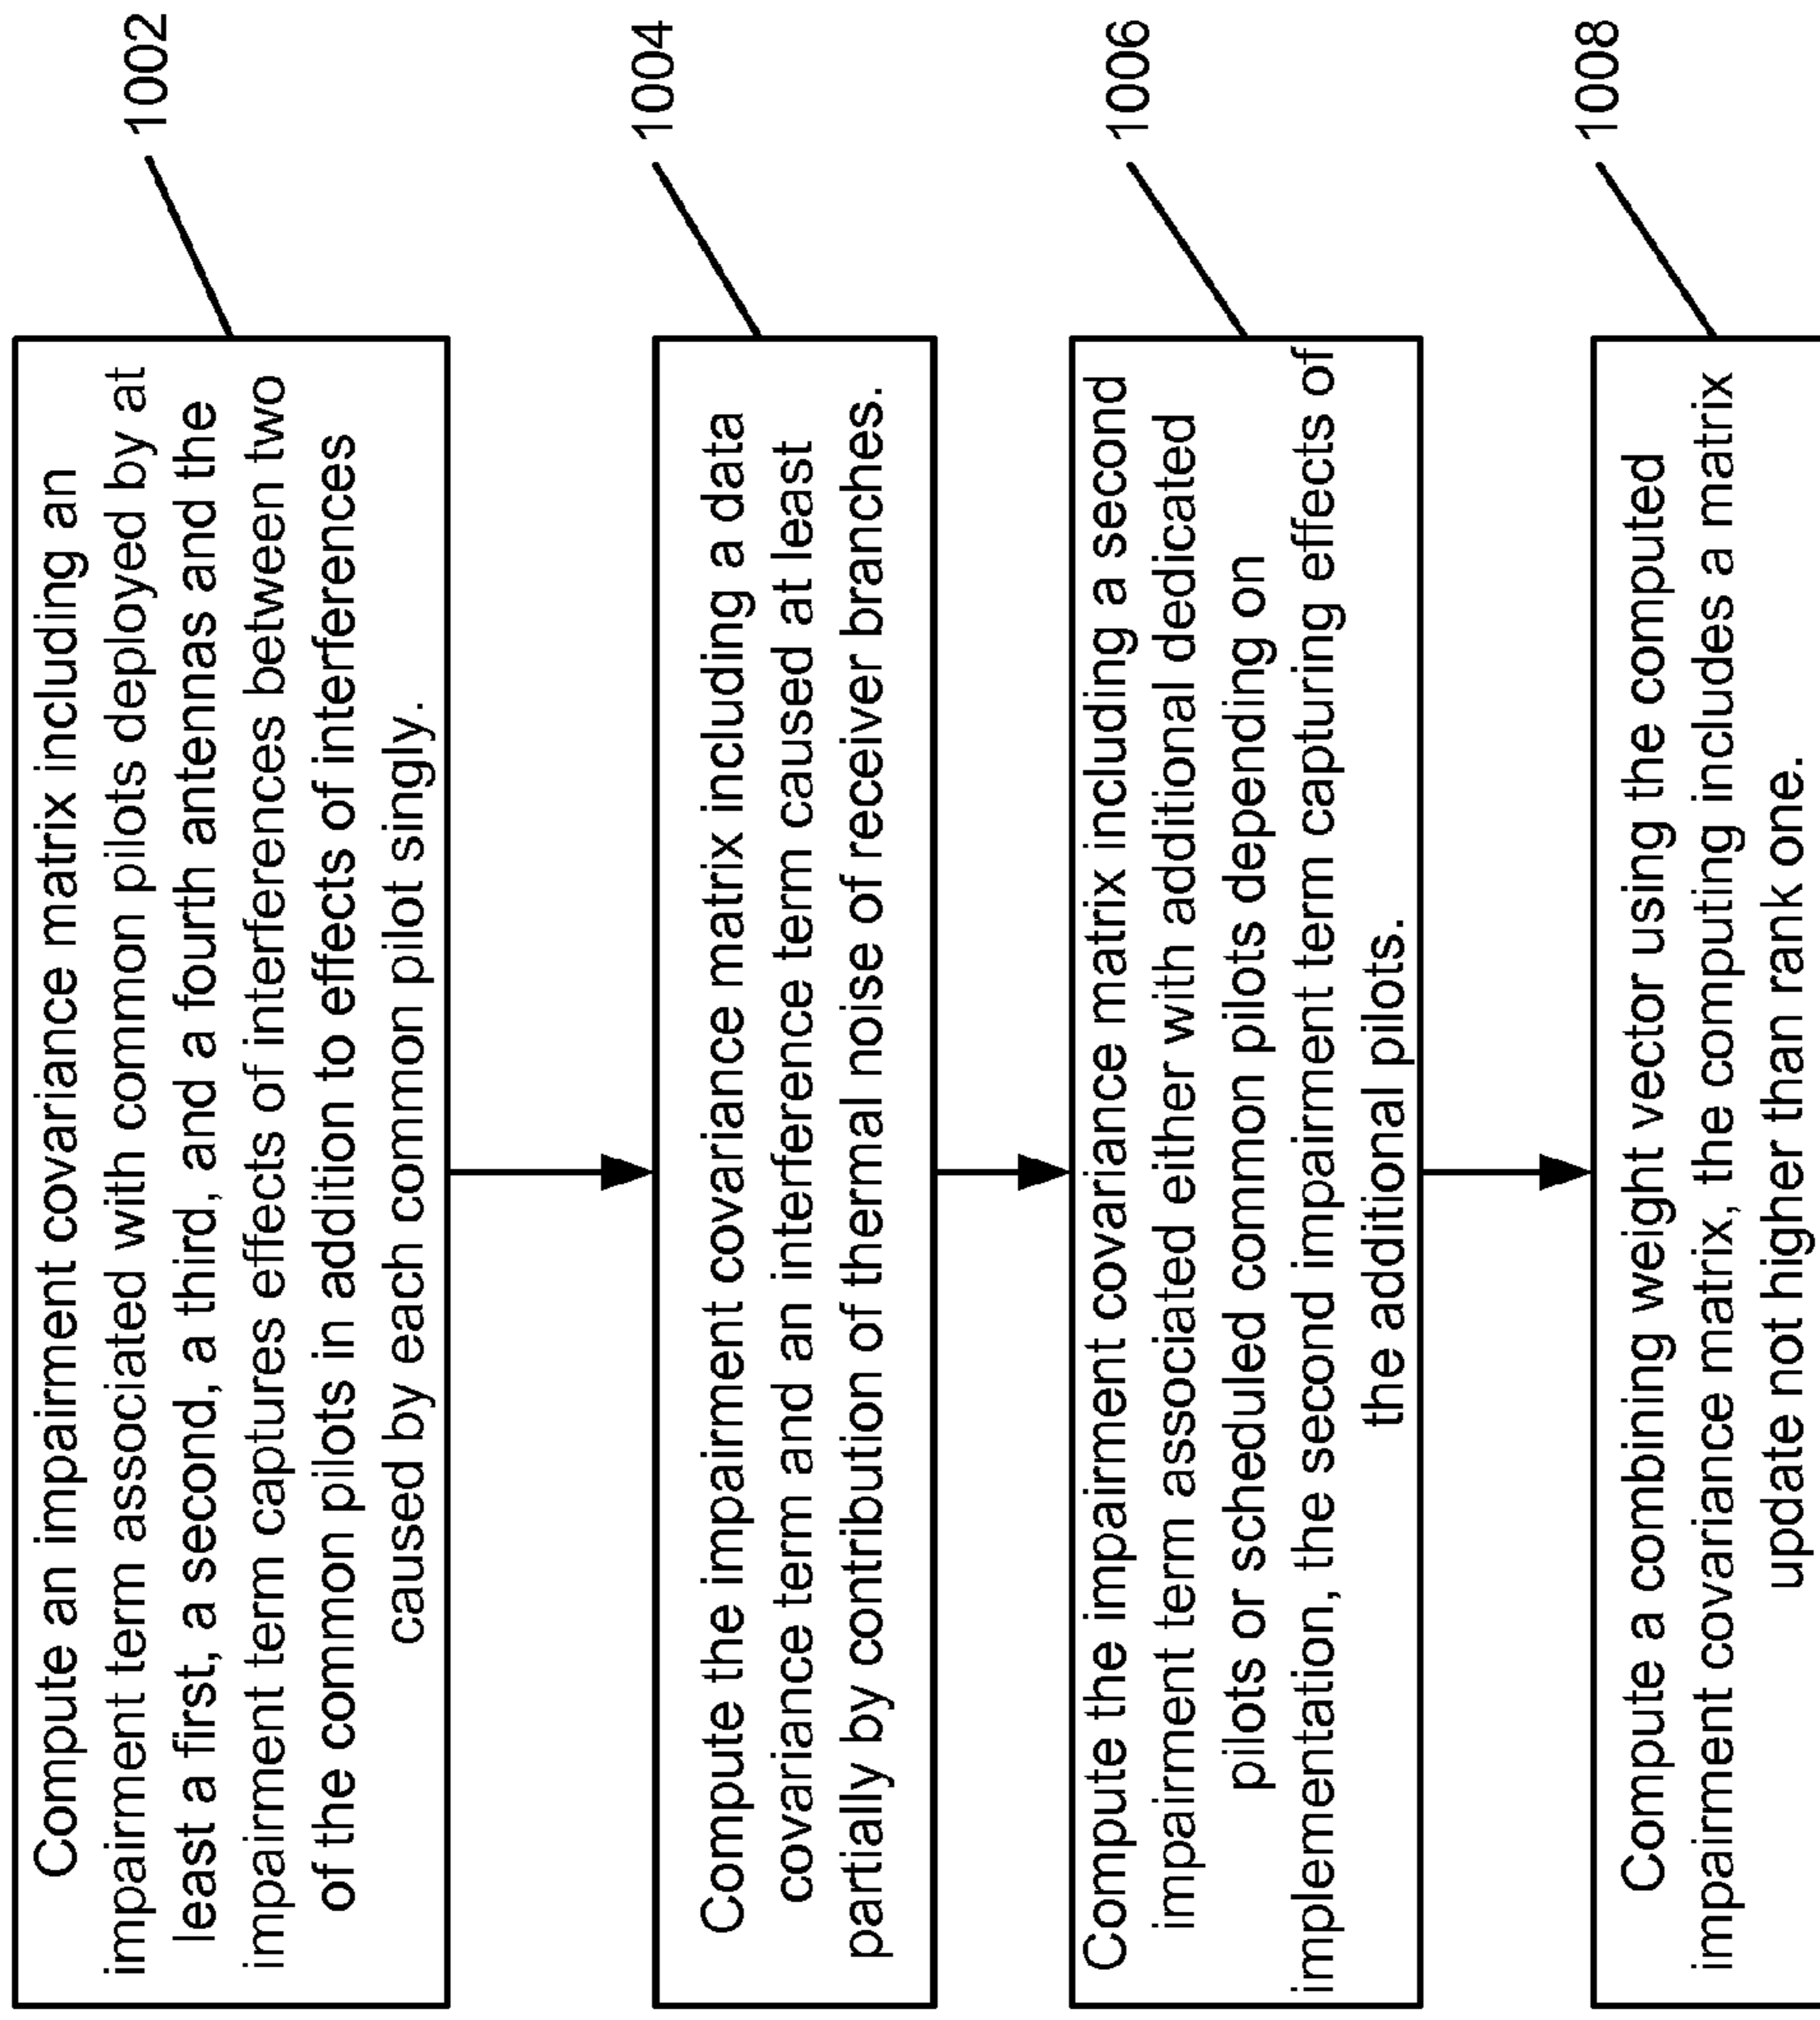 Compute an impairment covariance matrix including an
impairment term associated with common pilots deployed by at
least a first, a second, a third, and a fourth antennas and the
impairment term captures effects of interferences between two
of the common pilots in addition to effects of interferences
caused by each common pilot singly.
1002
Compute the impairment covariance matrix including a data
covariance term and an interference term caused at least
partially by contribution of thermal noise of receiver branches.
1004
Compute the impairment covariance matrix including a second
impairment term associated either with additional dedicated
pilots or scheduled common pilots depending on
implementation, the second impairment term capturing effects of
the additional pilots.
1006
Compute a combining weight vector using the computed
impairment covariance matrix, the computing includes a matrix
update not higher than rank one.
1008